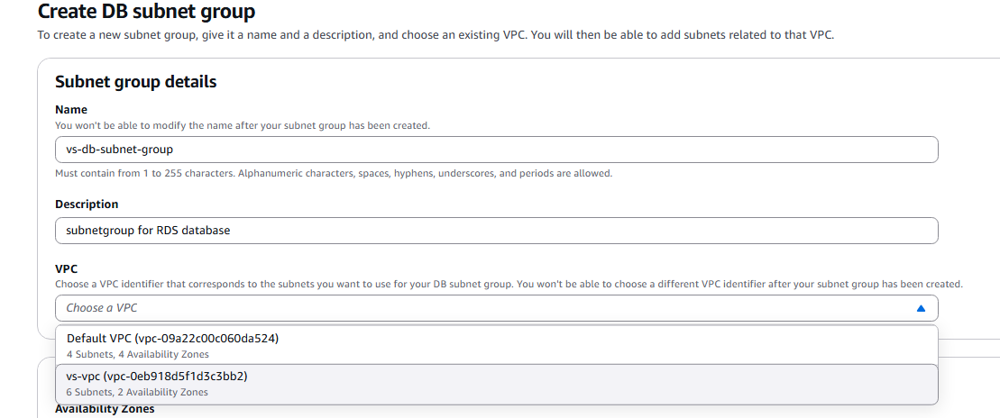 Create DB subnet group
To create a new subnet group, give it a name and a description, and choose an existing VPC. You will then be able to add subnets related to that VPC.
Subnet group details
Name
You won't be able to modify the name after your subnet group has been created.
vs-db-subnet-group
Must contain from 1 to 255 characters. Alphanumeric characters, spaces, hyphens, underscores, and periods are allowed.
Description
subnetgroup for RDS database
VPC
Choose a VPC identifier that corresponds to the subnets you want to use for your DB subnet group. You won't be able to choose a different VPC identifier after your subnet group has been created.
Choose a VPC
Default VPC (vpc-09a22c00c060da524)
4 Subnets, 4 Availability Zones
vs-vpc (vpc-0eb918d5f1d3c3bb2)
6 Subnets, 2 Availability Zones
Availability Zones